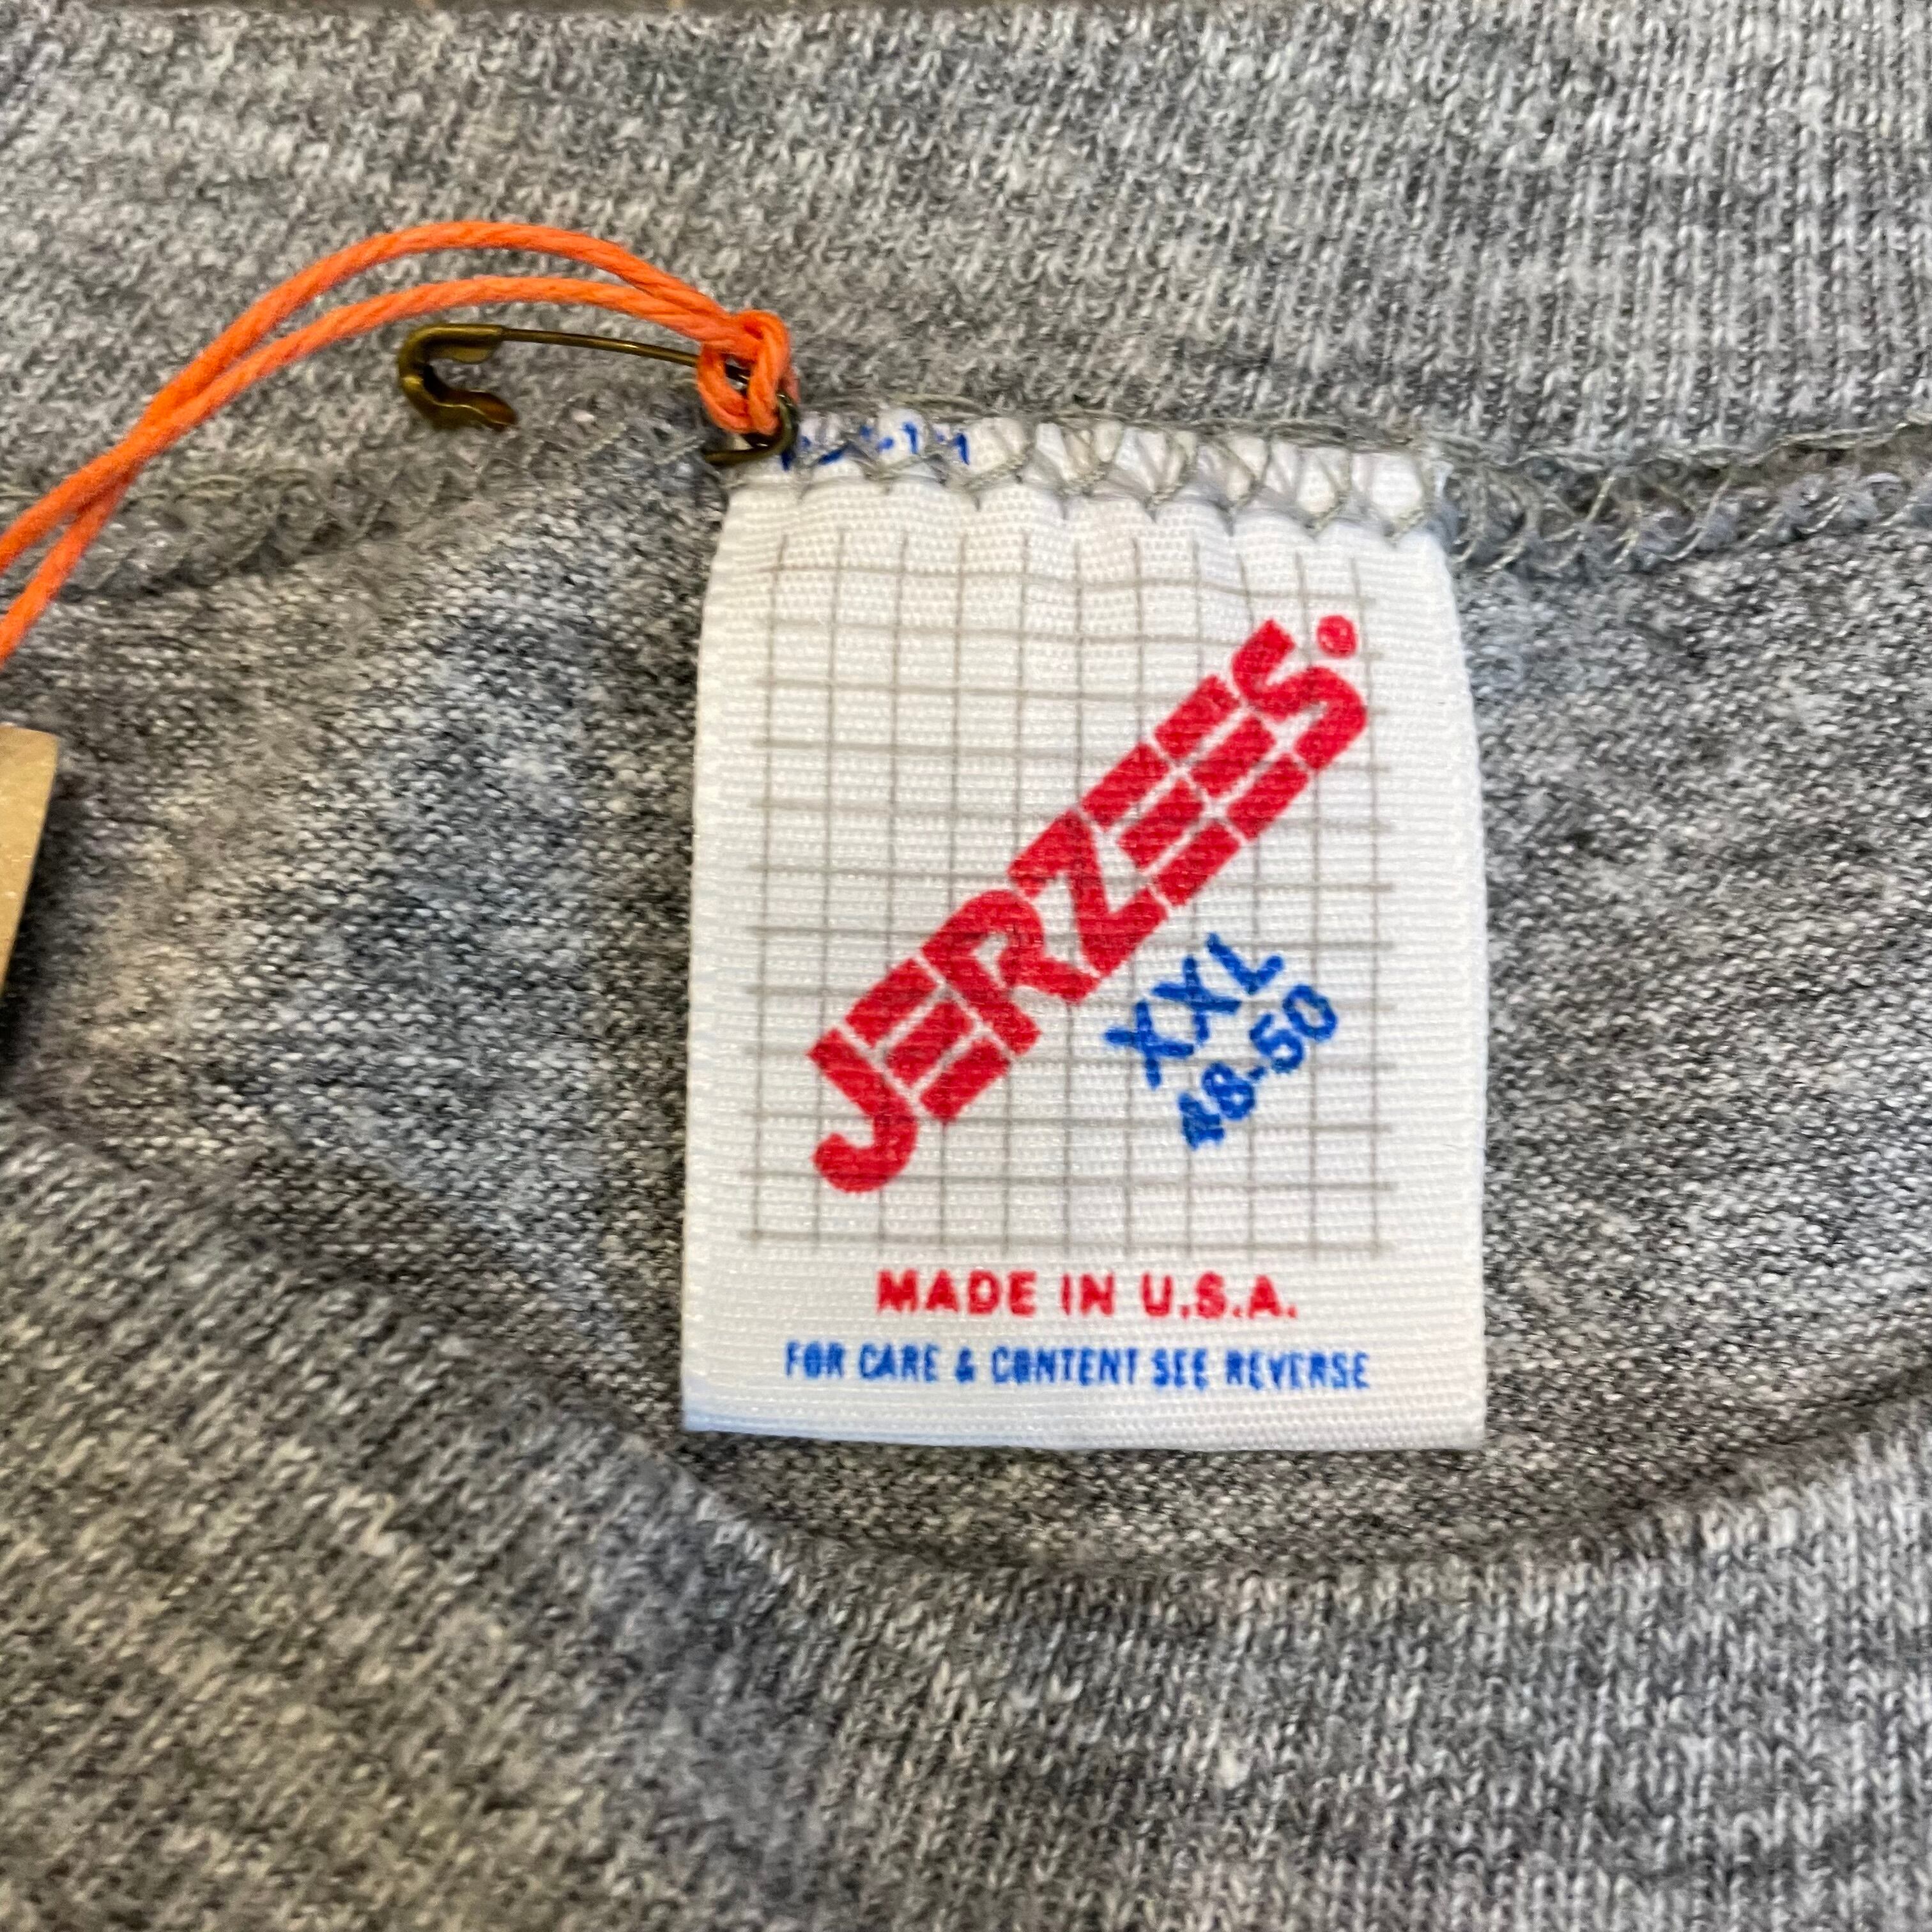 JERZEES.
XXL
48-50
MADE IN U.S.A.
FOR CARE & CONTENT SEE REVERSE